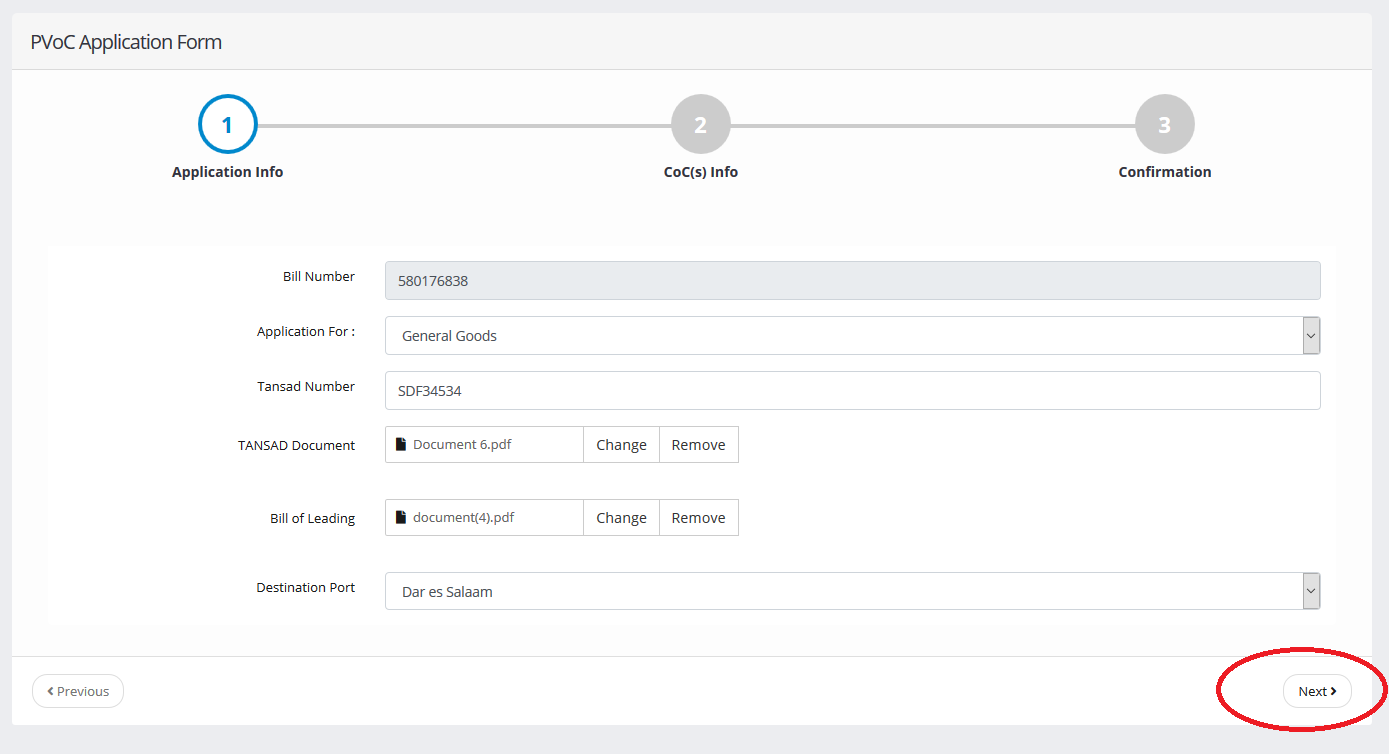 PVoC Application Form
1 2 3
Application Info CoC(s) Info Confirmation
Bill Number 580176838
Application For : General Goods
Tansad Number SDF34534
TANSAD Document Document 6.pdf Change Remove
Bill of Leading document(4).pdf Change Remove
Destination Port Dar es Salaam
Previous Next